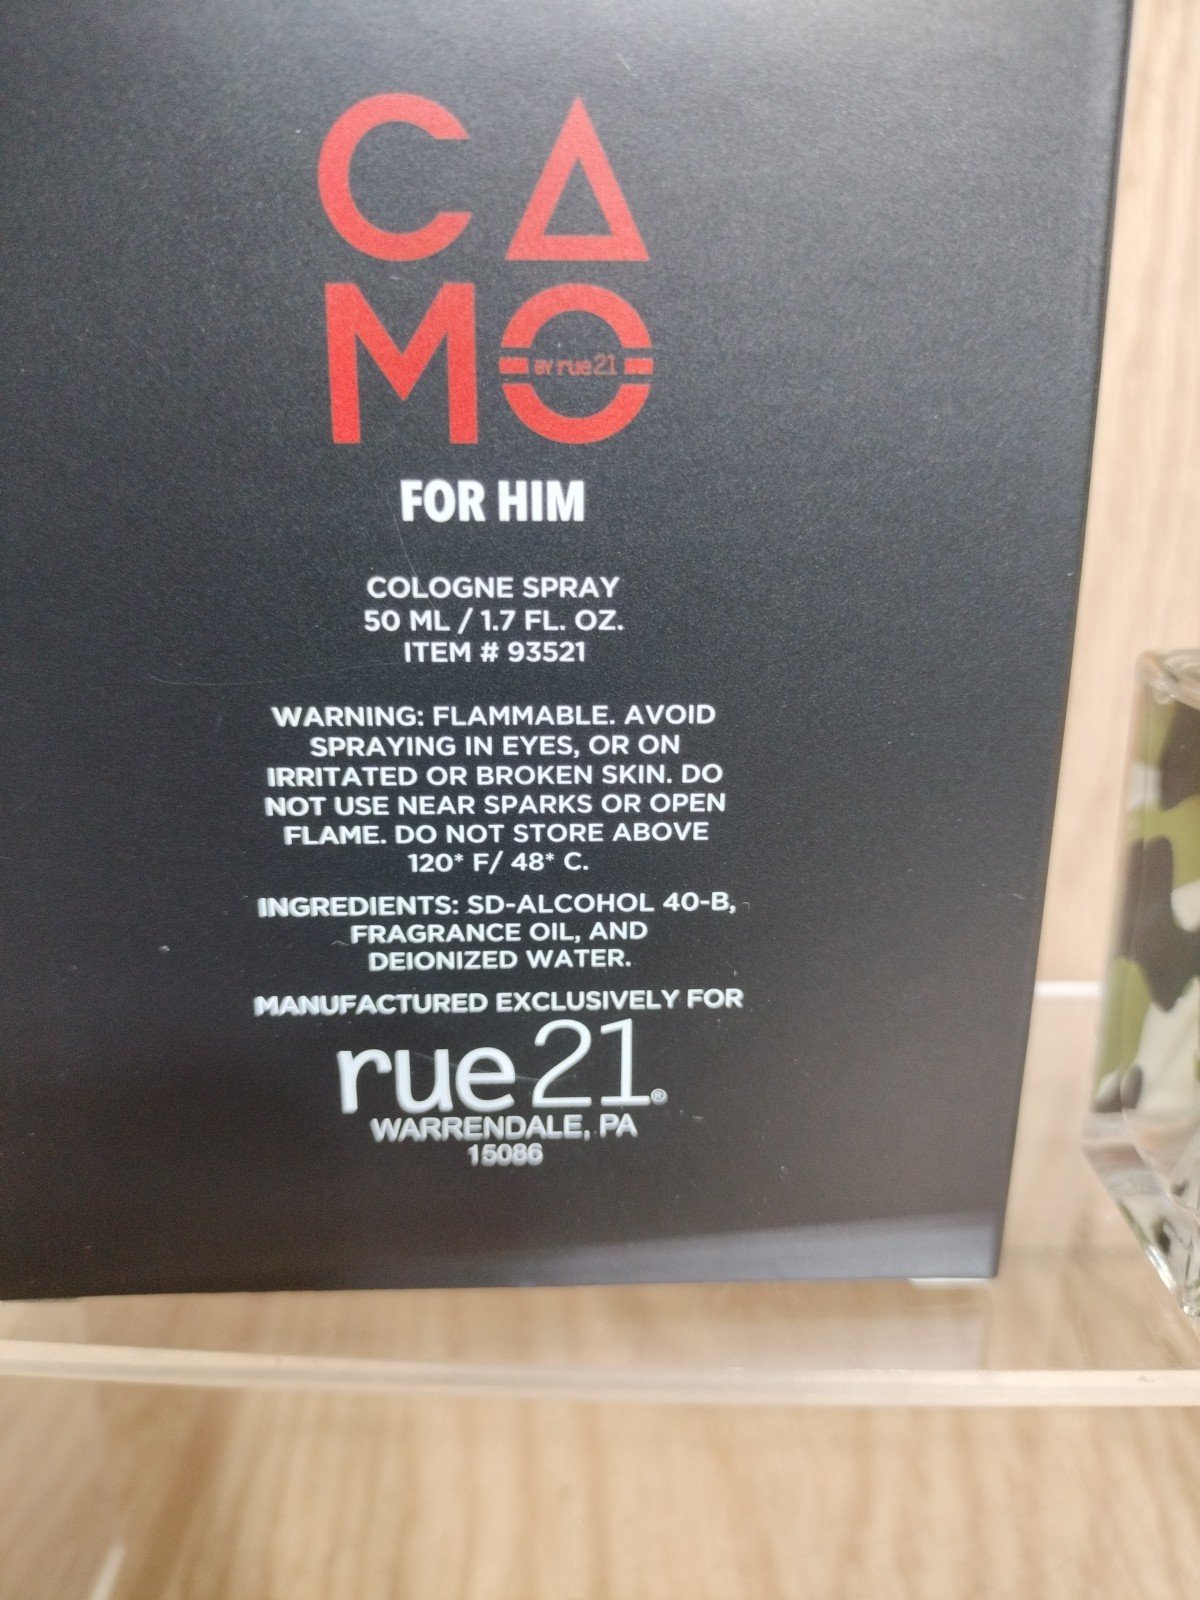 CA
MO
BY rue21
FOR HIM
COLOGNE SPRAY
50 ML / 1.7 FL. OZ.
ITEM # 93521
WARNING: FLAMMABLE. AVOID
SPRAYING IN EYES, OR ON
IRRITATED OR BROKEN SKIN. DO
NOT USE NEAR SPARKS OR OPEN
FLAME. DO NOT STORE ABOVE
120* F/ 48* C.
INGREDIENTS: SD-ALCOHOL 40-B,
FRAGRANCE OIL, AND
DEIONIZED WATER.
MANUFACTURED EXCLUSIVELY FOR
rue21®
WARRENDALE, PA
15086